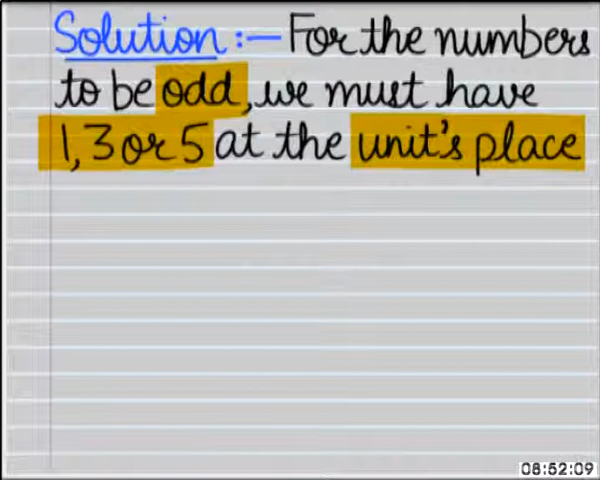 Solution :— For the numbers
to be odd, we must have
1, 3 or 5 at the unit's place
08:52:09